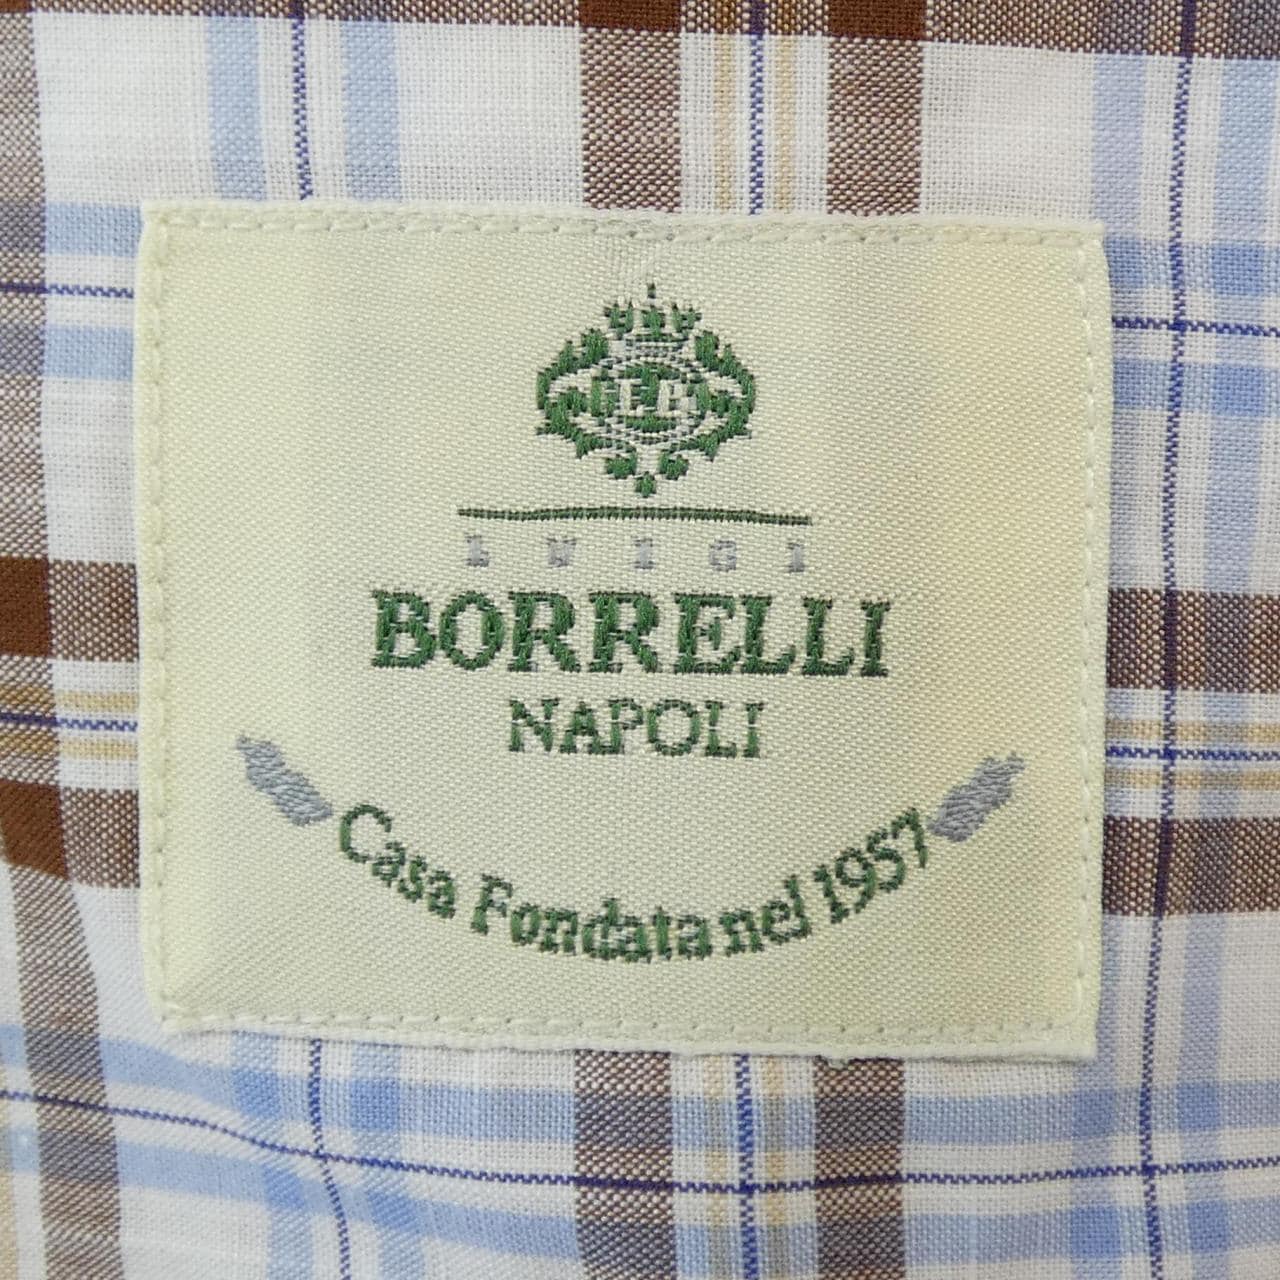 L.B.
LUIGI
BORRELLI
NAPOLI
Casa Fondata nel 1957